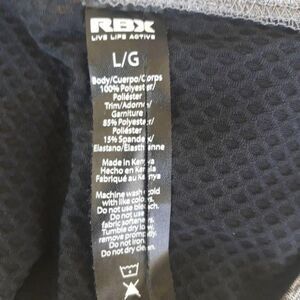 RBX
LIVE LIFE ACTIVE
L/G
Body/Cuerpo/Corps
100% Polyester/
Poliéster
Trim/Adorno/
Garniture
85% Polyester/
Poliéster
15% Spandex/
Elastano/Elasthanne
Made in Kenya
Hecho en Kenia
Fabriqué au Kenya
Machine wash cold
with like colors.
Do not use bleach.
Do not use
fabric softeners.
Tumble dry low,
remove promptly.
Do not iron.
Do not dry clean.